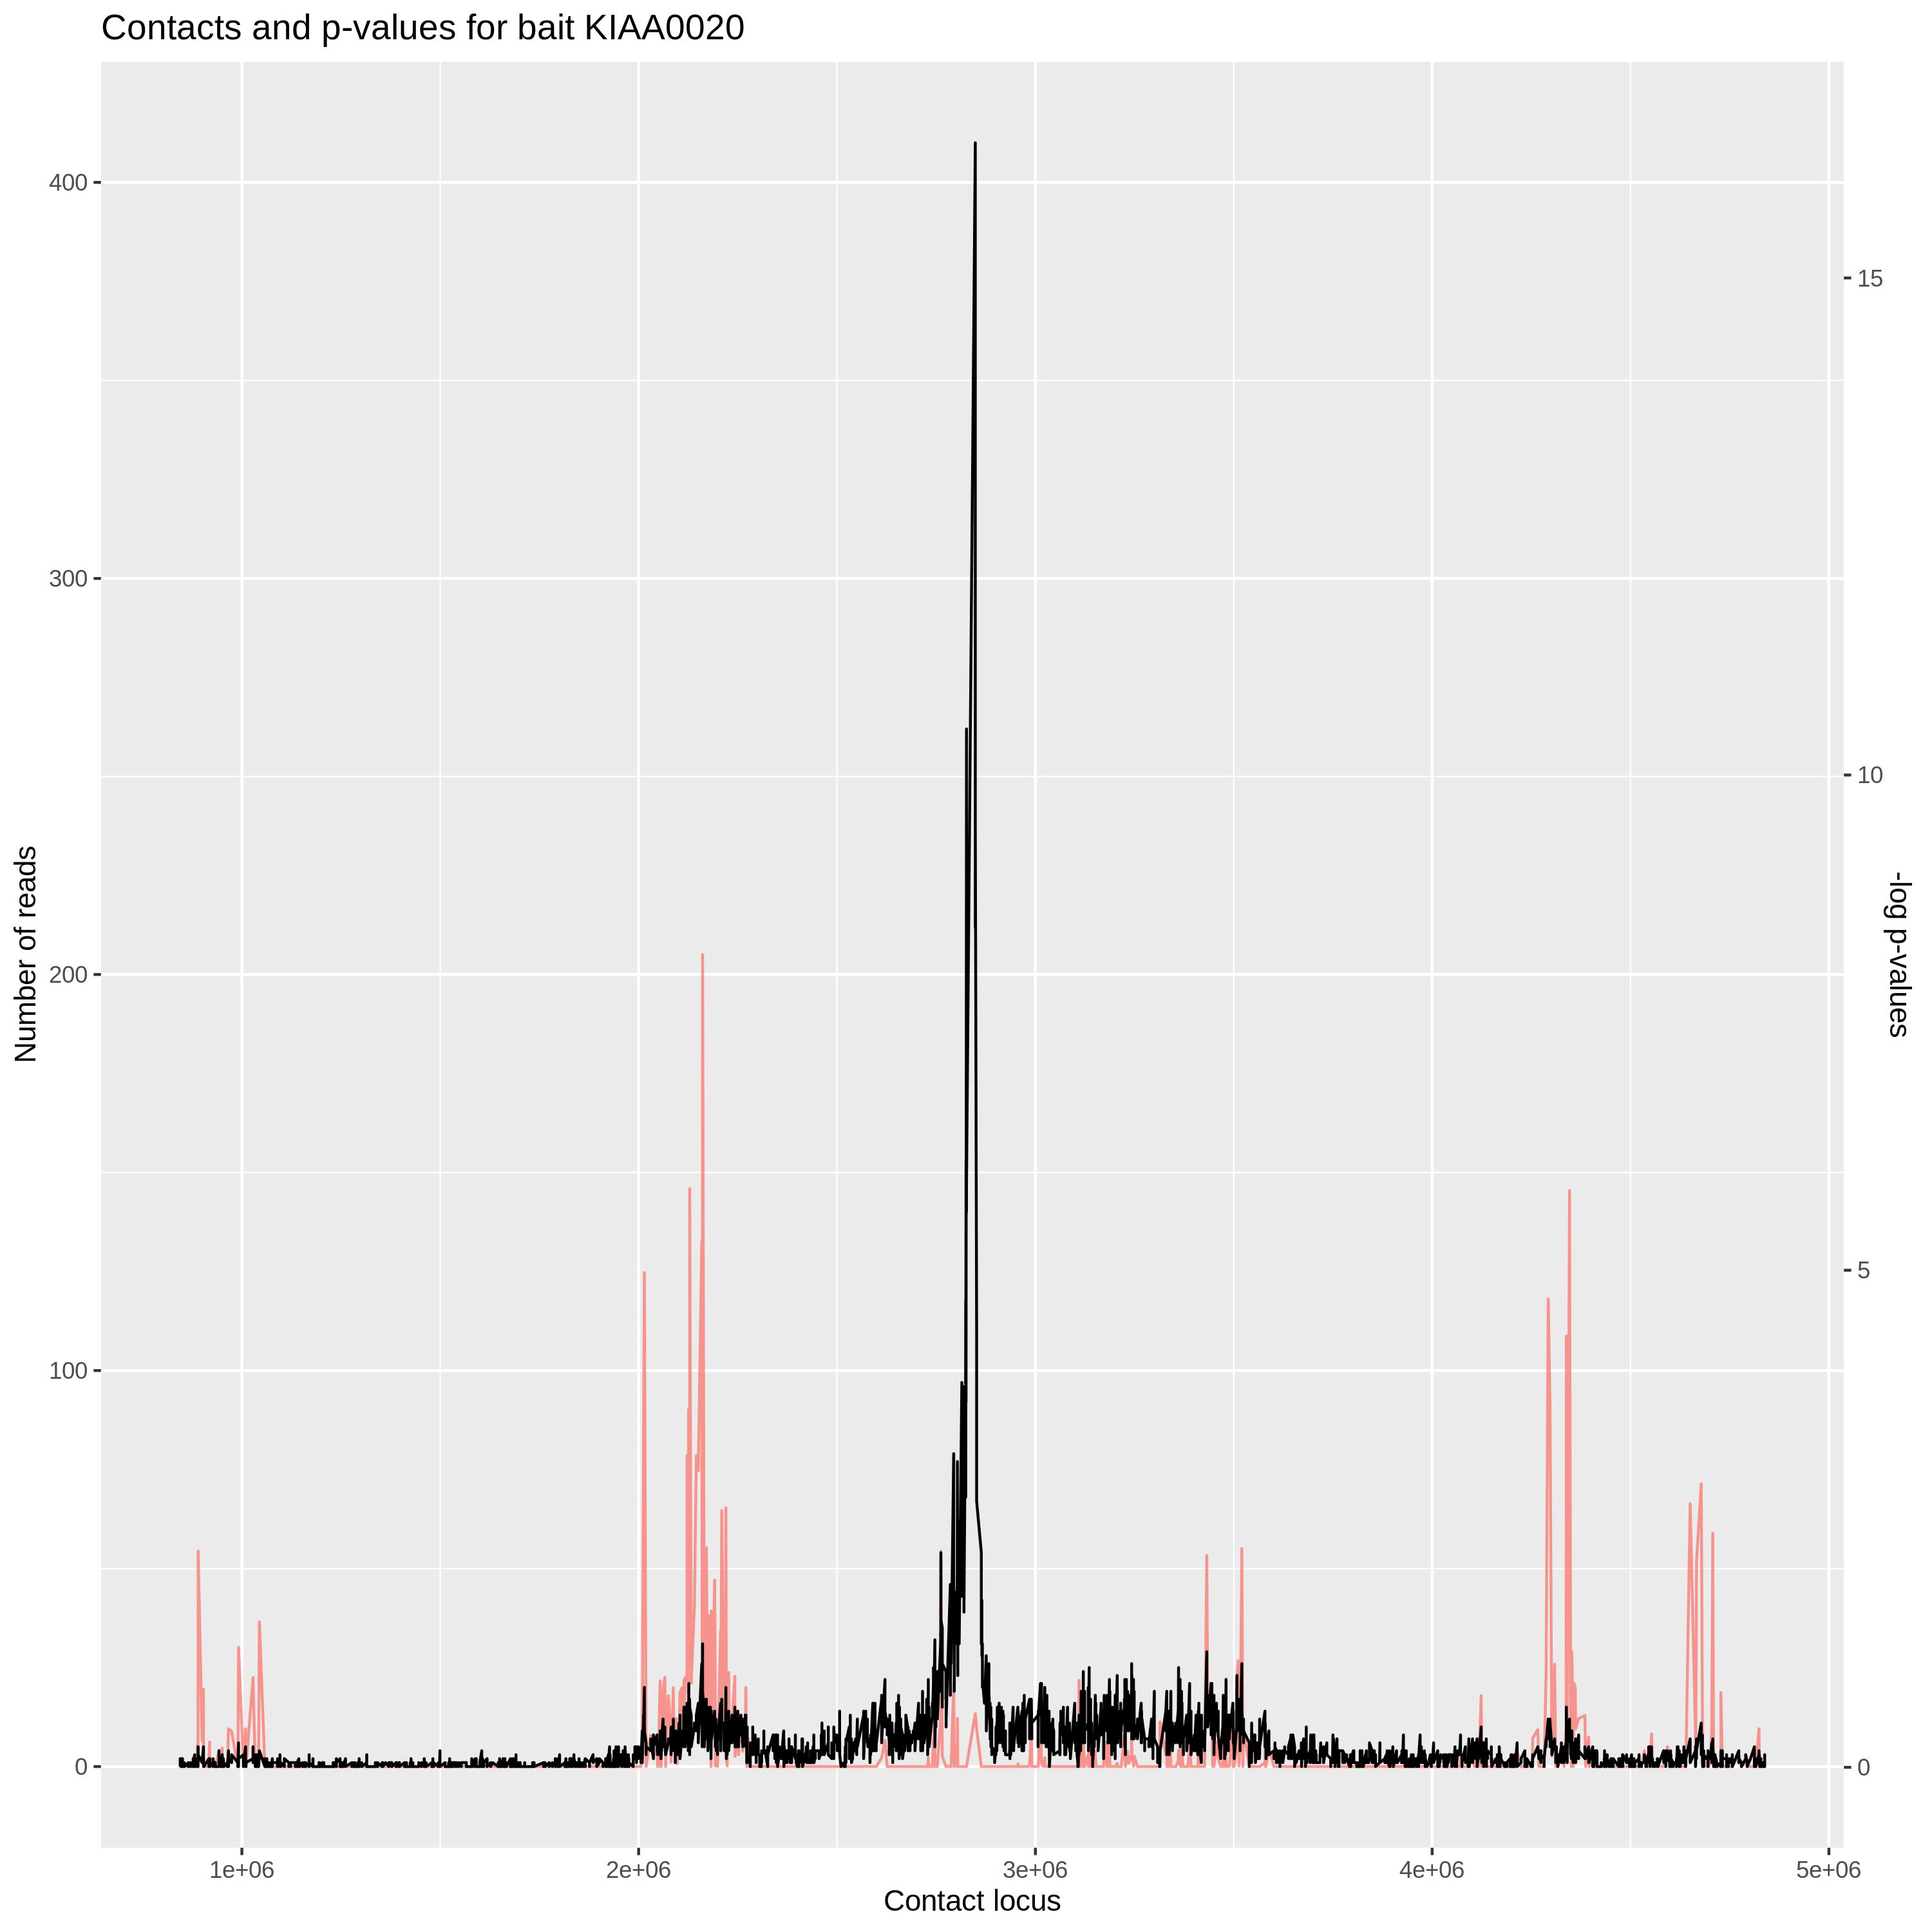 Contacts and p-values for bait KIAA0020
Number of reads
400
300
200
100
0
15
10
5
0
-log p-values
1e+06
2e+06
3e+06
4e+06
5e+06
Contact locus